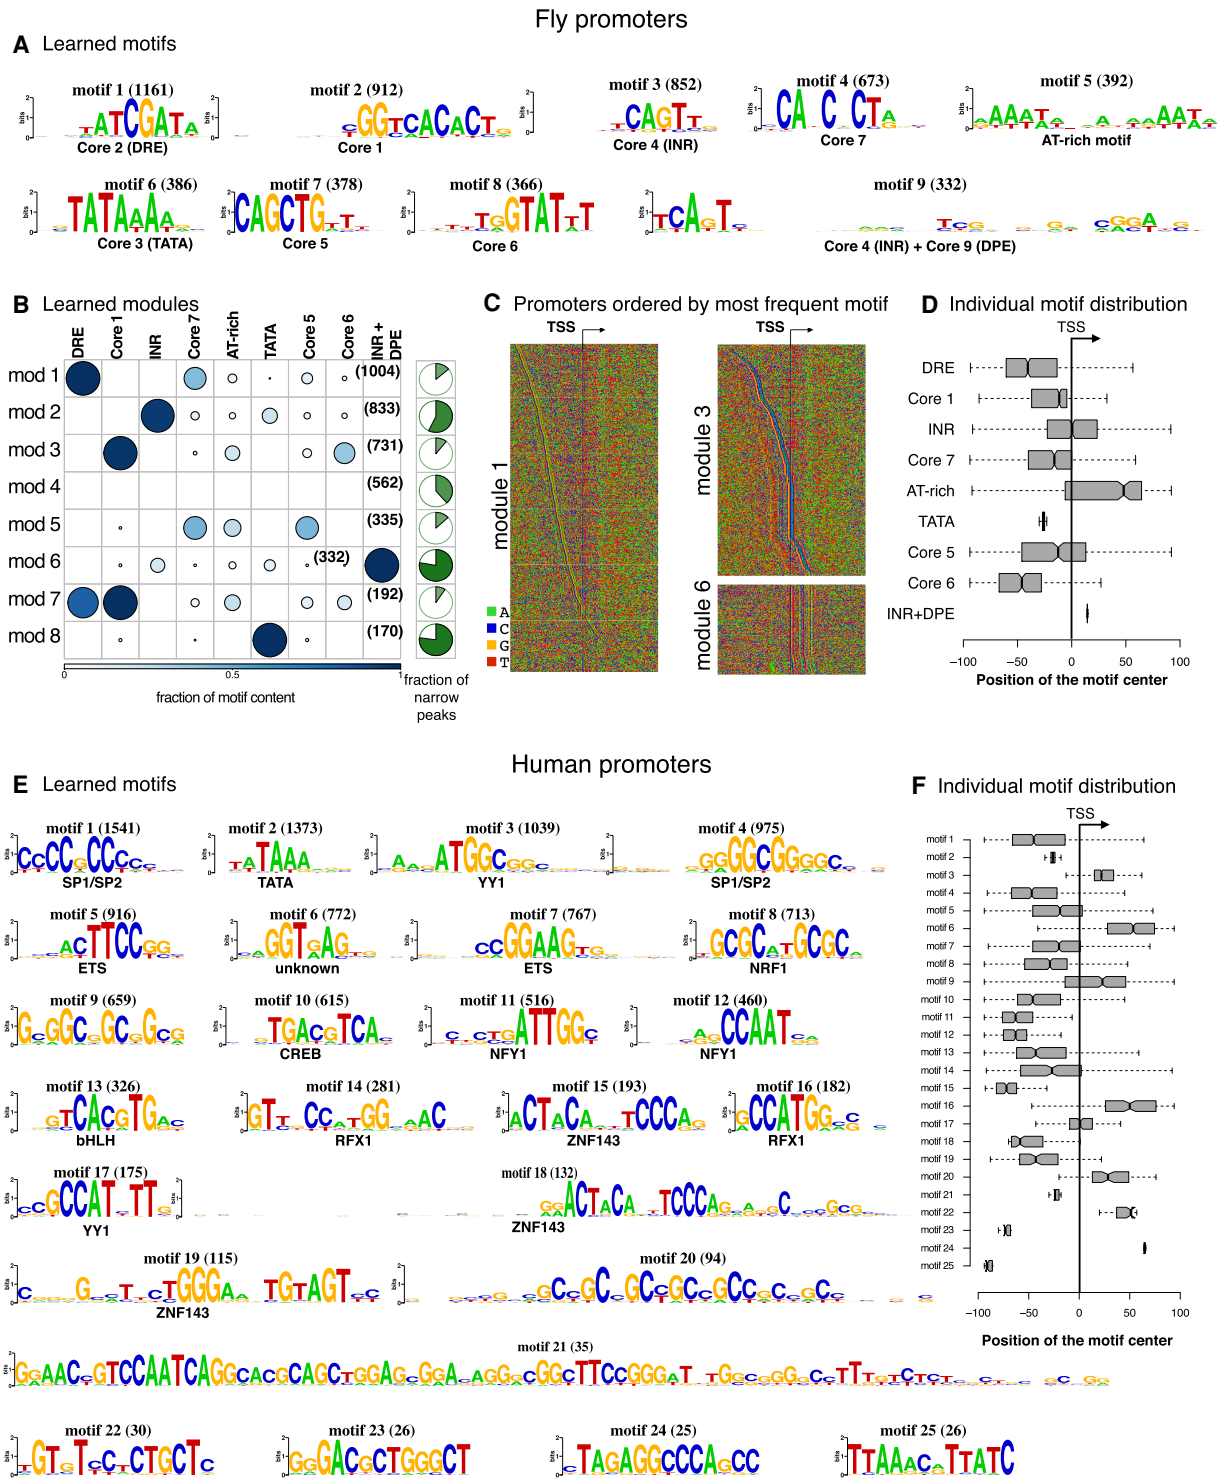 Fly promoters
A Learned motifs
motif 1 (1161)
Core 2 (DRE)
motif 2 (912)
Core 1
motif 3 (852)
Core 4 (INR)
motif 4 (673)
Core 7
motif 5 (392)
AT-rich motif
motif 6 (386)
Core 3 (TATA)
motif 7 (378)
Core 5
motif 8 (366)
Core 6
motif 9 (332)
Core 4 (INR) + Core 9 (DPE)
B Learned modules
DRE
Core 1
INR
Core 7
AT-rich
TATA
Core 5
Core 6
INR +
DPE
mod 1 (1004)
mod 2 (833)
mod 3 (731)
mod 4 (562)
mod 5 (335)
mod 6 (332)
mod 7 (192)
mod 8 (170)
0 0.5 1
fraction of motif content
fraction of
narrow
peaks
C Promoters ordered by most frequent motif
TSS
module 1
A
C
G
T
TSS
module 3
module 6
D Individual motif distribution
TSS
DRE
Core 1
INR
Core 7
AT-rich
TATA
Core 5
Core 6
INR+DPE
−100 −50 0 50 100
Position of the motif center
Human promoters
E Learned motifs
motif 1 (1541)
SP1/SP2
motif 2 (1373)
TATA
motif 3 (1039)
YY1
motif 4 (975)
SP1/SP2
motif 5 (916)
ETS
motif 6 (772)
unknown
motif 7 (767)
ETS
motif 8 (713)
NRF1
motif 9 (659)
motif 10 (615)
CREB
motif 11 (516)
NFY1
motif 12 (460)
NFY1
motif 13 (326)
bHLH
motif 14 (281)
RFX1
motif 15 (193)
ZNF143
motif 16 (182)
RFX1
motif 17 (175)
YY1
motif 18 (132)
ZNF143
motif 19 (115)
ZNF143
motif 20 (94)
motif 21 (35)
motif 22 (30)
motif 23 (26)
motif 24 (25)
motif 25 (26)
F Individual motif distribution
TSS
motif 1
motif 2
motif 3
motif 4
motif 5
motif 6
motif 7
motif 8
motif 9
motif 10
motif 11
motif 12
motif 13
motif 14
motif 15
motif 16
motif 17
motif 18
motif 19
motif 20
motif 21
motif 22
motif 23
motif 24
motif 25
−100 −50 0 50 100
Position of the motif center